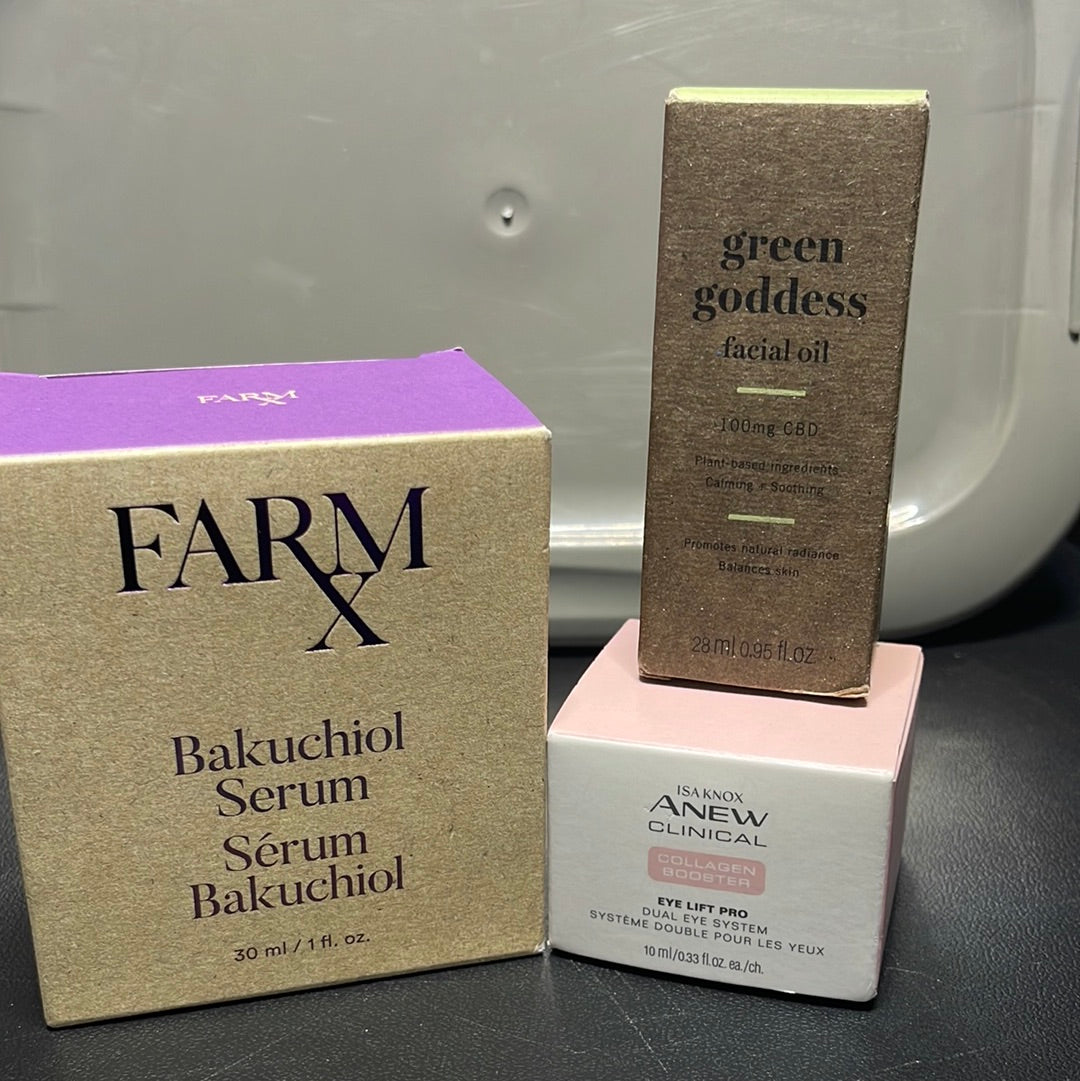 FARM
X
FARM
X
Bakuchiol
Serum
Sérum
Bakuchiol
30 ml / 1 fl. oz.
green
goddess
facial oil
100mg CBD
Plant-based ingredients
Calming + Soothing
Promotes natural radiance
Balances skin
28 ml 0.95 fl.oz.
ISA KNOX
ANEW
CLINICAL
COLLAGEN
BOOSTER
EYE LIFT PRO
DUAL EYE SYSTEM
SYSTÈME DOUBLE POUR LES YEUX
10 ml/0.33 fl.oz. ea./ch.